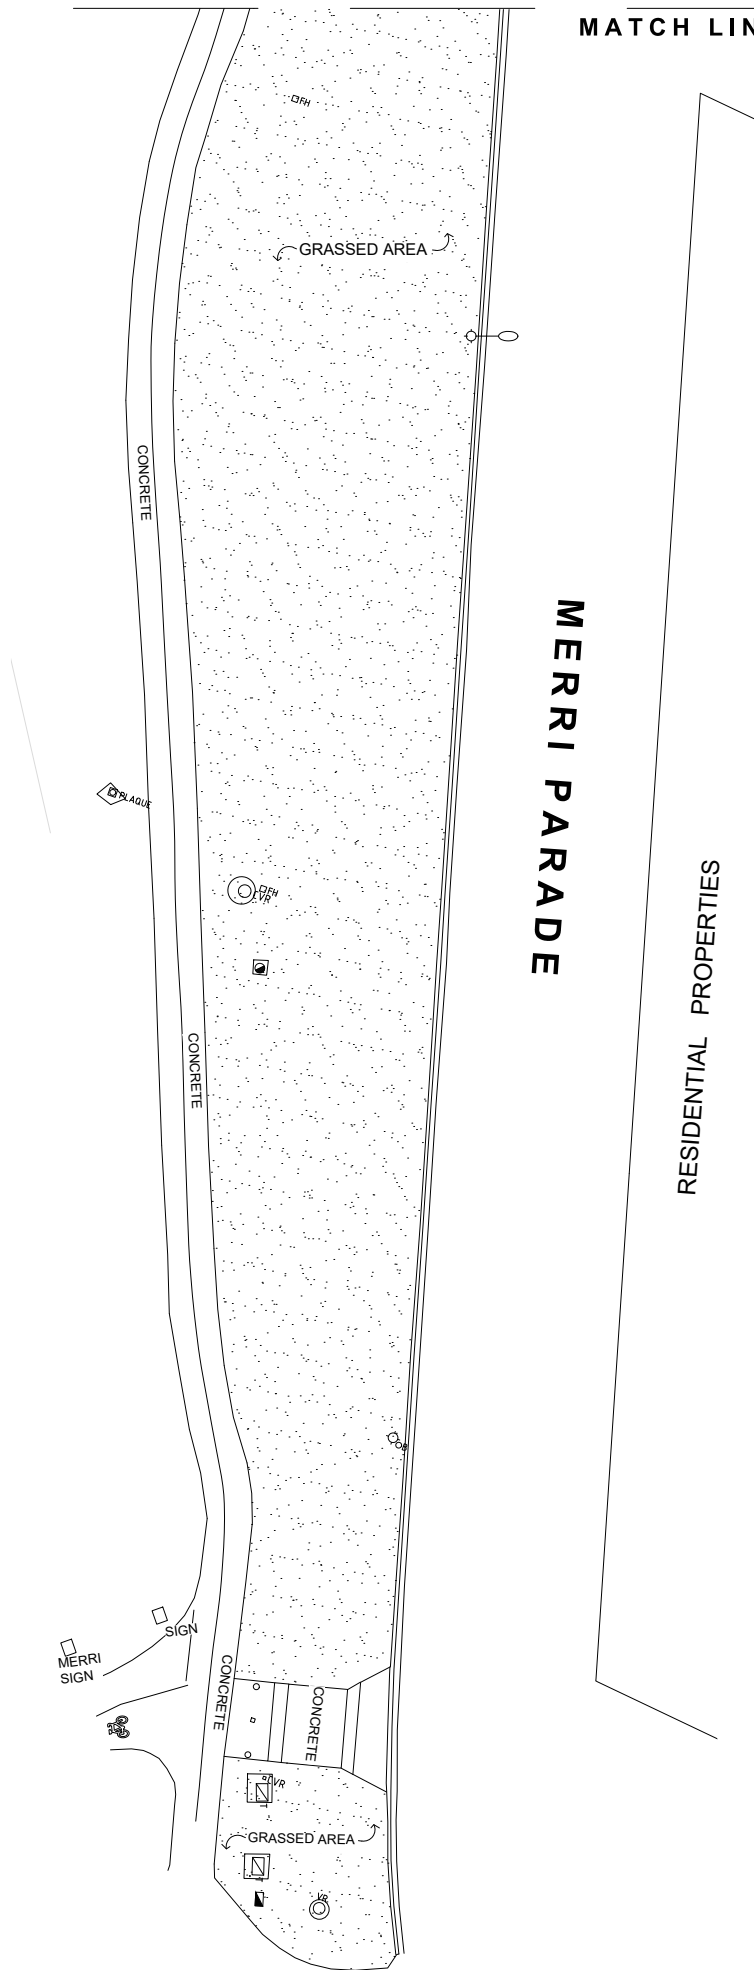 MATCH LIN
FH
GRASSED AREA
CONCRETE
MERRI PARADE
PLAQUE
RESIDENTIAL PROPERTIES
FH
VR
CONCRETE
SIGN
MERRI
SIGN
CONCRETE
CONCRETE
VR
T
GRASSED AREA
T
VR